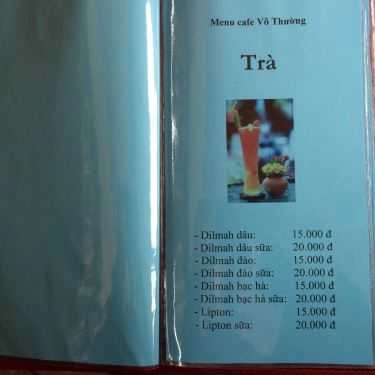 Menu cafe Vô Thường
Trà
- Dilmah dâu: 15.000 đ
- Dilmah dâu sữa: 20.000 đ
- Dilmah đào: 15.000 đ
- Dilmah đào sữa: 20.000 đ
- Dilmah bạc hà: 15.000 đ
- Dilmah bạc hà sữa: 20.000 đ
- Lipton: 15.000 đ
- Lipton sữa: 20.000 đ